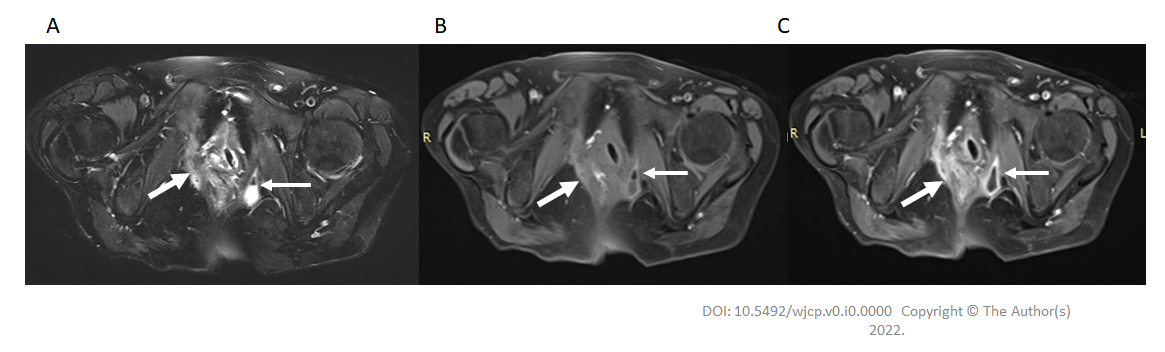 A B C
R R L
DOI: 10.5492/wjcp.v0.i0.0000 Copyright © The Author(s)
2022.